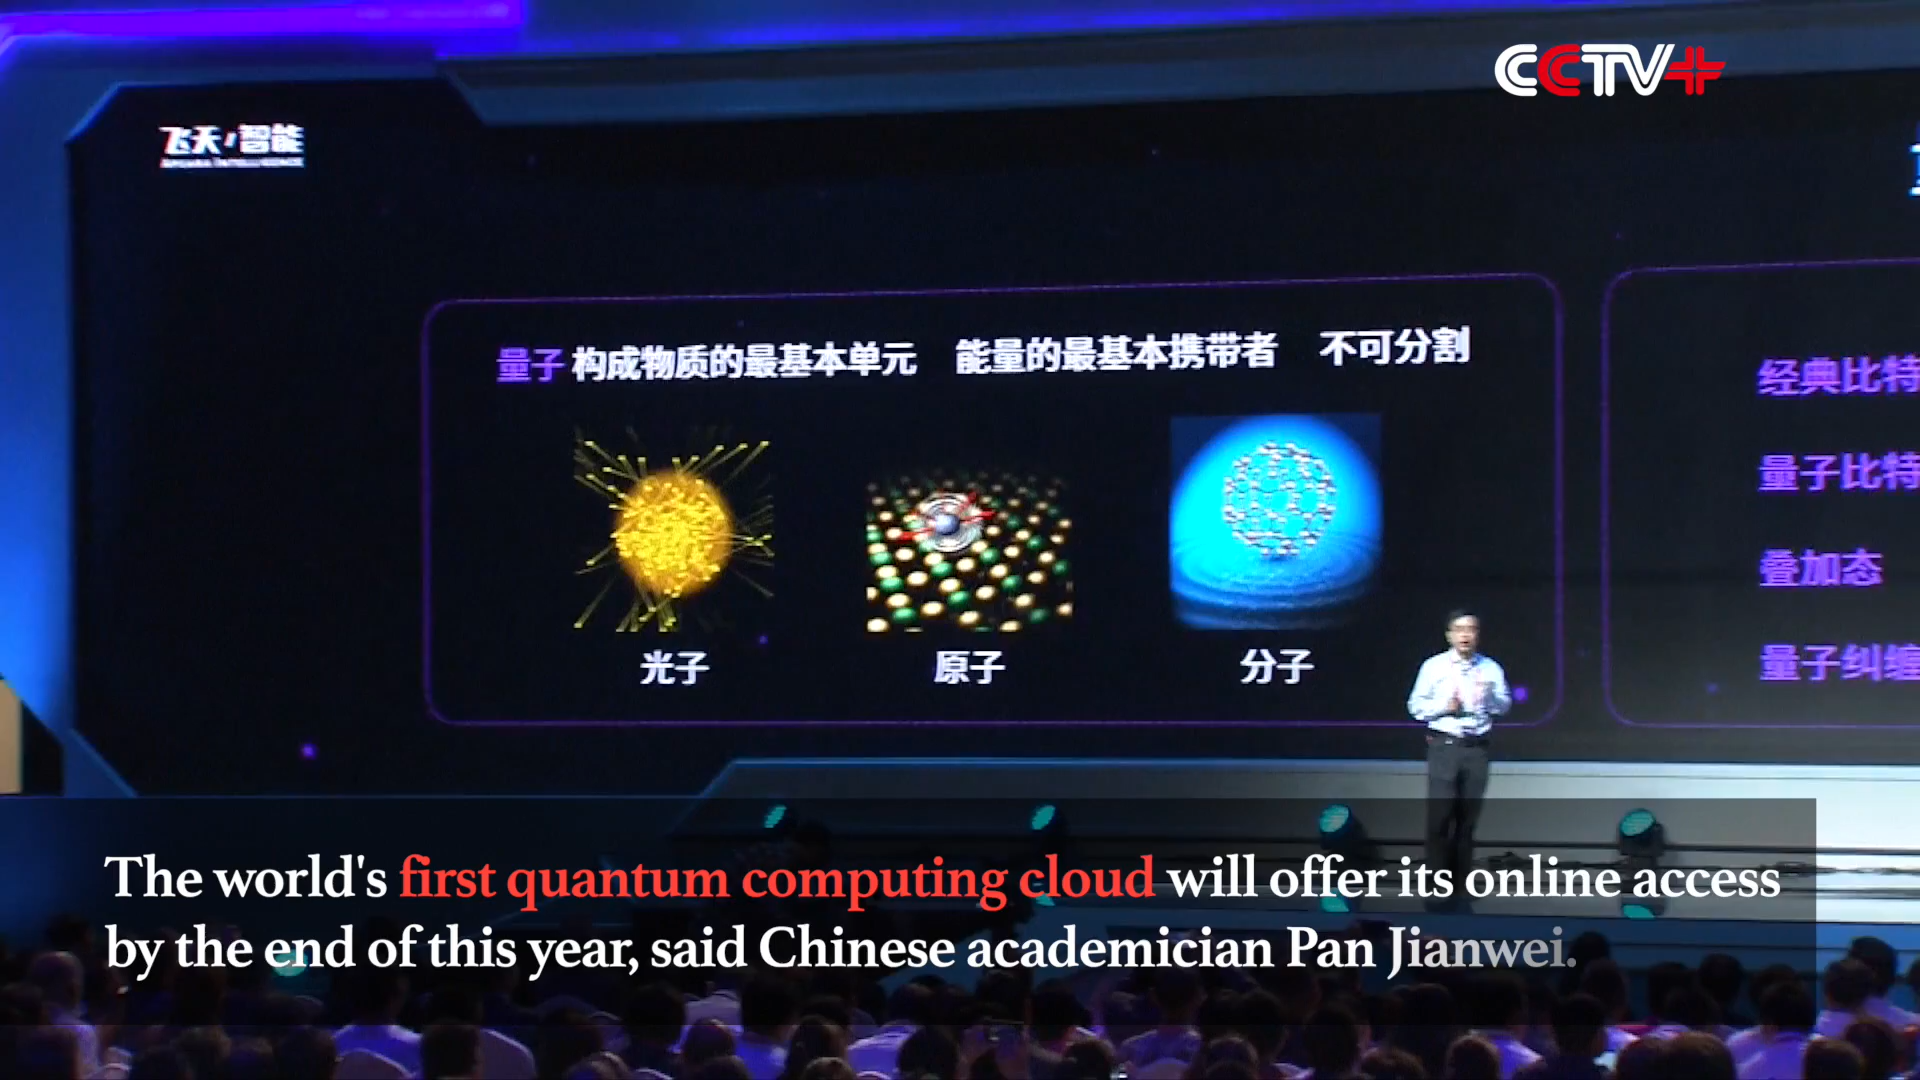 CCTV+
飞天/智能
APSARA INTELLIGENCE
量子 构成物质的最基本单元 能量的最基本携带者 不可分割
光子 原子 分子
经典比特
量子比特
叠加态
量子纠缠
The world's first quantum computing cloud will offer its online access
by the end of this year, said Chinese academician Pan Jianwei.